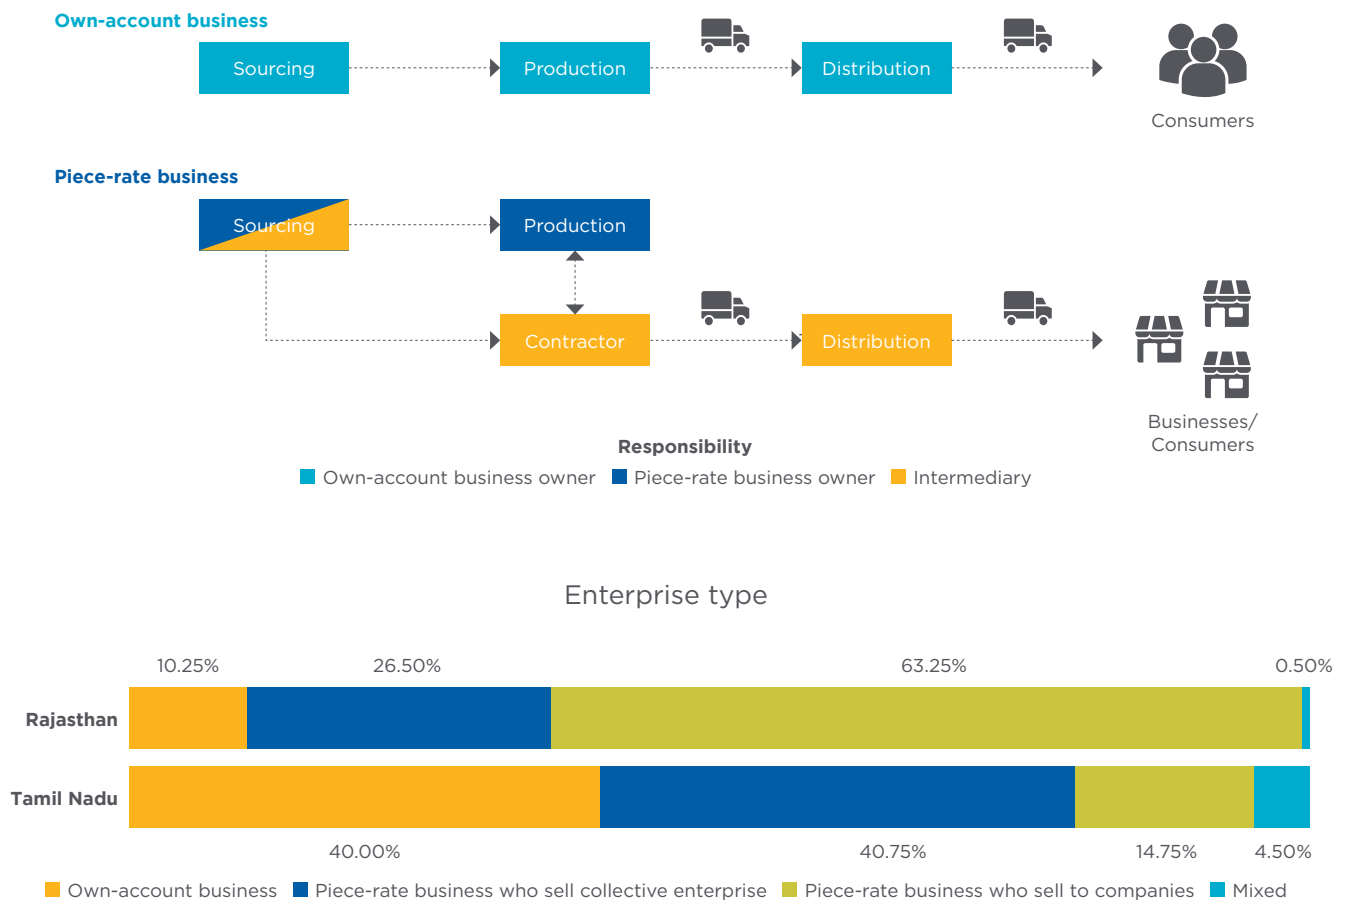 Own-account business
Sourcing
Production
Distribution
Consumers
Piece-rate business
Sourcing
Production
Contractor
Distribution
Businesses/
Consumers
Responsibility
Own-account business owner
Piece-rate business owner
Intermediary
Enterprise type
10.25%
26.50%
63.25%
0.50%
Rajasthan
Tamil Nadu
40.00%
40.75%
14.75%
4.50%
Own-account business
Piece-rate business who sell collective enterprise
Piece-rate business who sell to companies
Mixed